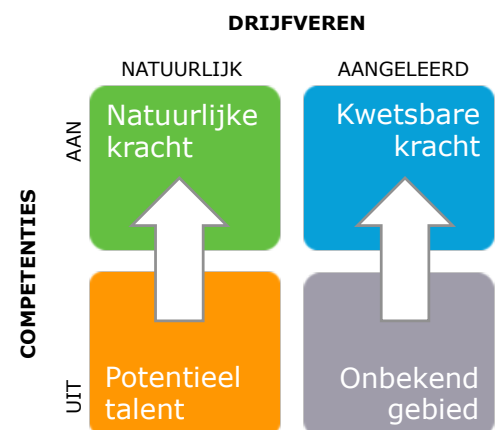 DRIJFVEREN
NATUURLIJK
AANGELEERD
COMPETENTIES
AAN
Natuurlijke
kracht
Kwetsbare
kracht
UIT
Potentieel
talent
Onbekend
gebied